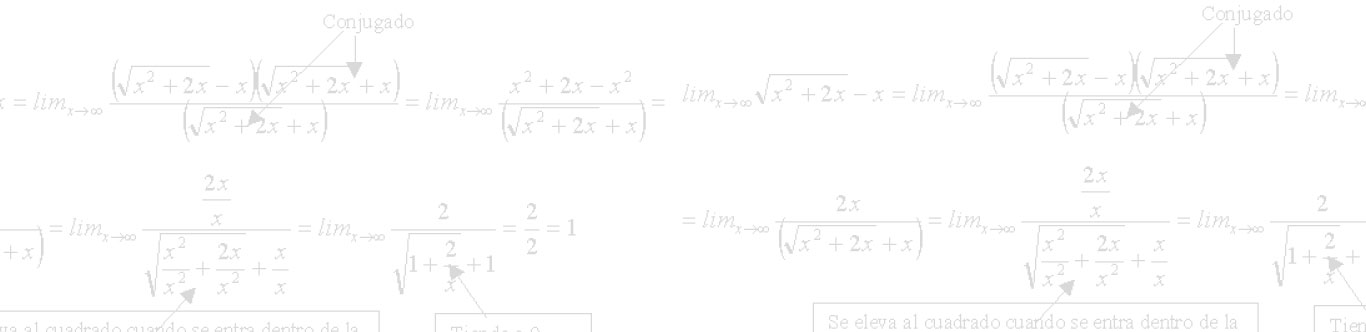 Conjugado
x = lim_{x→∞} ((√(x² + 2x) − x)(√(x² + 2x) + x)) / (√(x² + 2x) + x) = lim_{x→∞} (x² + 2x − x²) / (√(x² + 2x) + x) =
+ x) = lim_{x→∞} (2x/x) / (√(x²/x² + 2x/x²) + x/x) = lim_{x→∞} 2 / (√(1 + 2/x) + 1) = 2/2 = 1
al cuadrado cuando se entra dentro de la
Tiende a 0
Conjugado
lim_{x→∞} √(x² + 2x) − x = lim_{x→∞} ((√(x² + 2x) − x)(√(x² + 2x) + x)) / (√(x² + 2x) + x) = lim_{x→∞}
= lim_{x→∞} 2x / (√(x² + 2x) + x) = lim_{x→∞} (2x/x) / (√(x²/x² + 2x/x²) + x/x) = lim_{x→∞} 2 / (√(1 + 2/x) +
Se eleva al cuadrado cuando se entra dentro de la